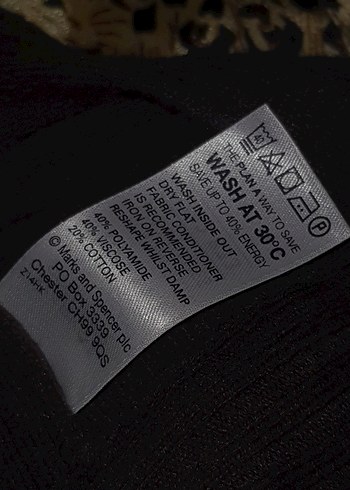 40
P
THE PLAN A WAY TO SAVE
WASH AT 30°C
SAVE UP TO 40% ENERGY
WASH INSIDE OUT
DRY FLAT
FABRIC CONDITIONER
IS RECOMMENDED
IRON ON REVERSE
RESHAPE WHILST DAMP
40% POLYAMIDE
40% VISCOSE
20% COTTON
© Marks and Spencer plc
PO Box 3339
Chester CH99 9QS
Z14HK